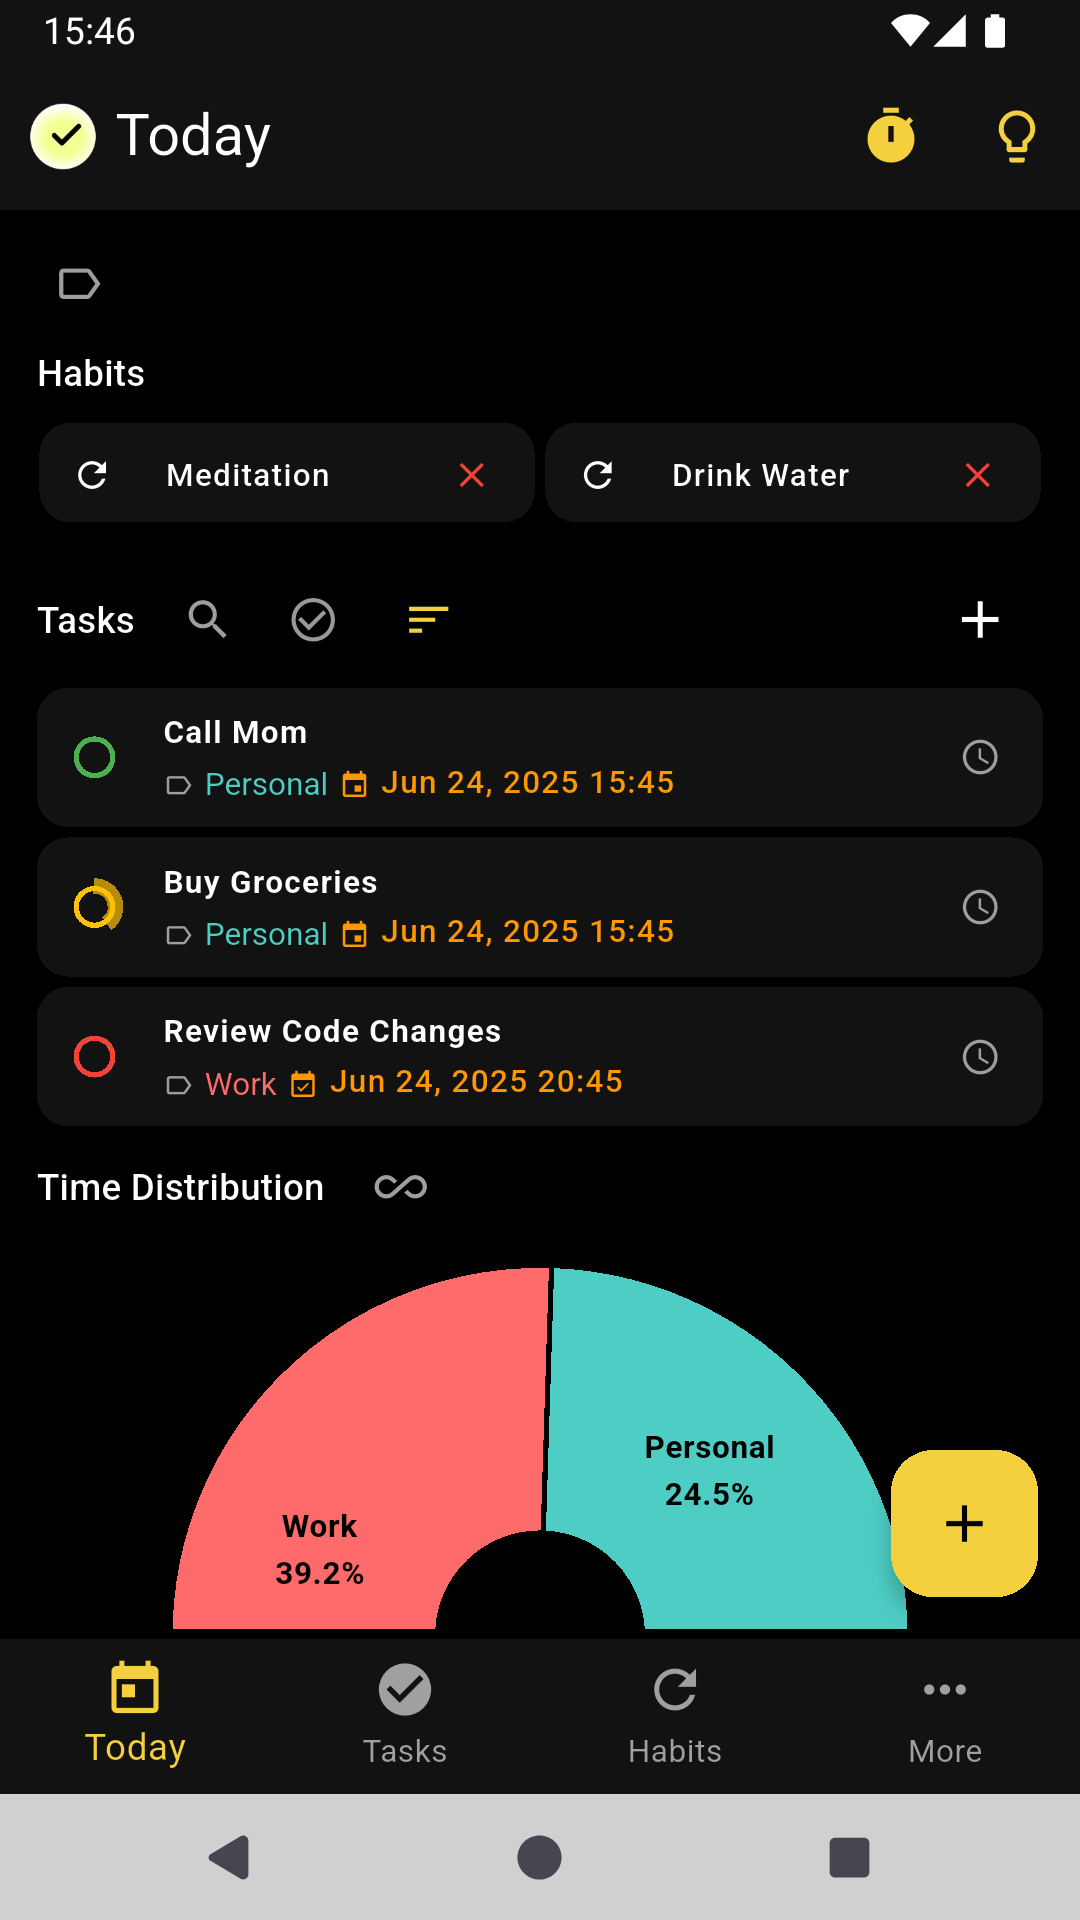 15:46
Today
Habits
Meditation
Drink Water
Tasks
Call Mom
Personal Jun 24, 2025 15:45
Buy Groceries
Personal Jun 24, 2025 15:45
Review Code Changes
Work Jun 24, 2025 20:45
Time Distribution
Personal
24.5%
Work
39.2%
Today
Tasks
Habits
More